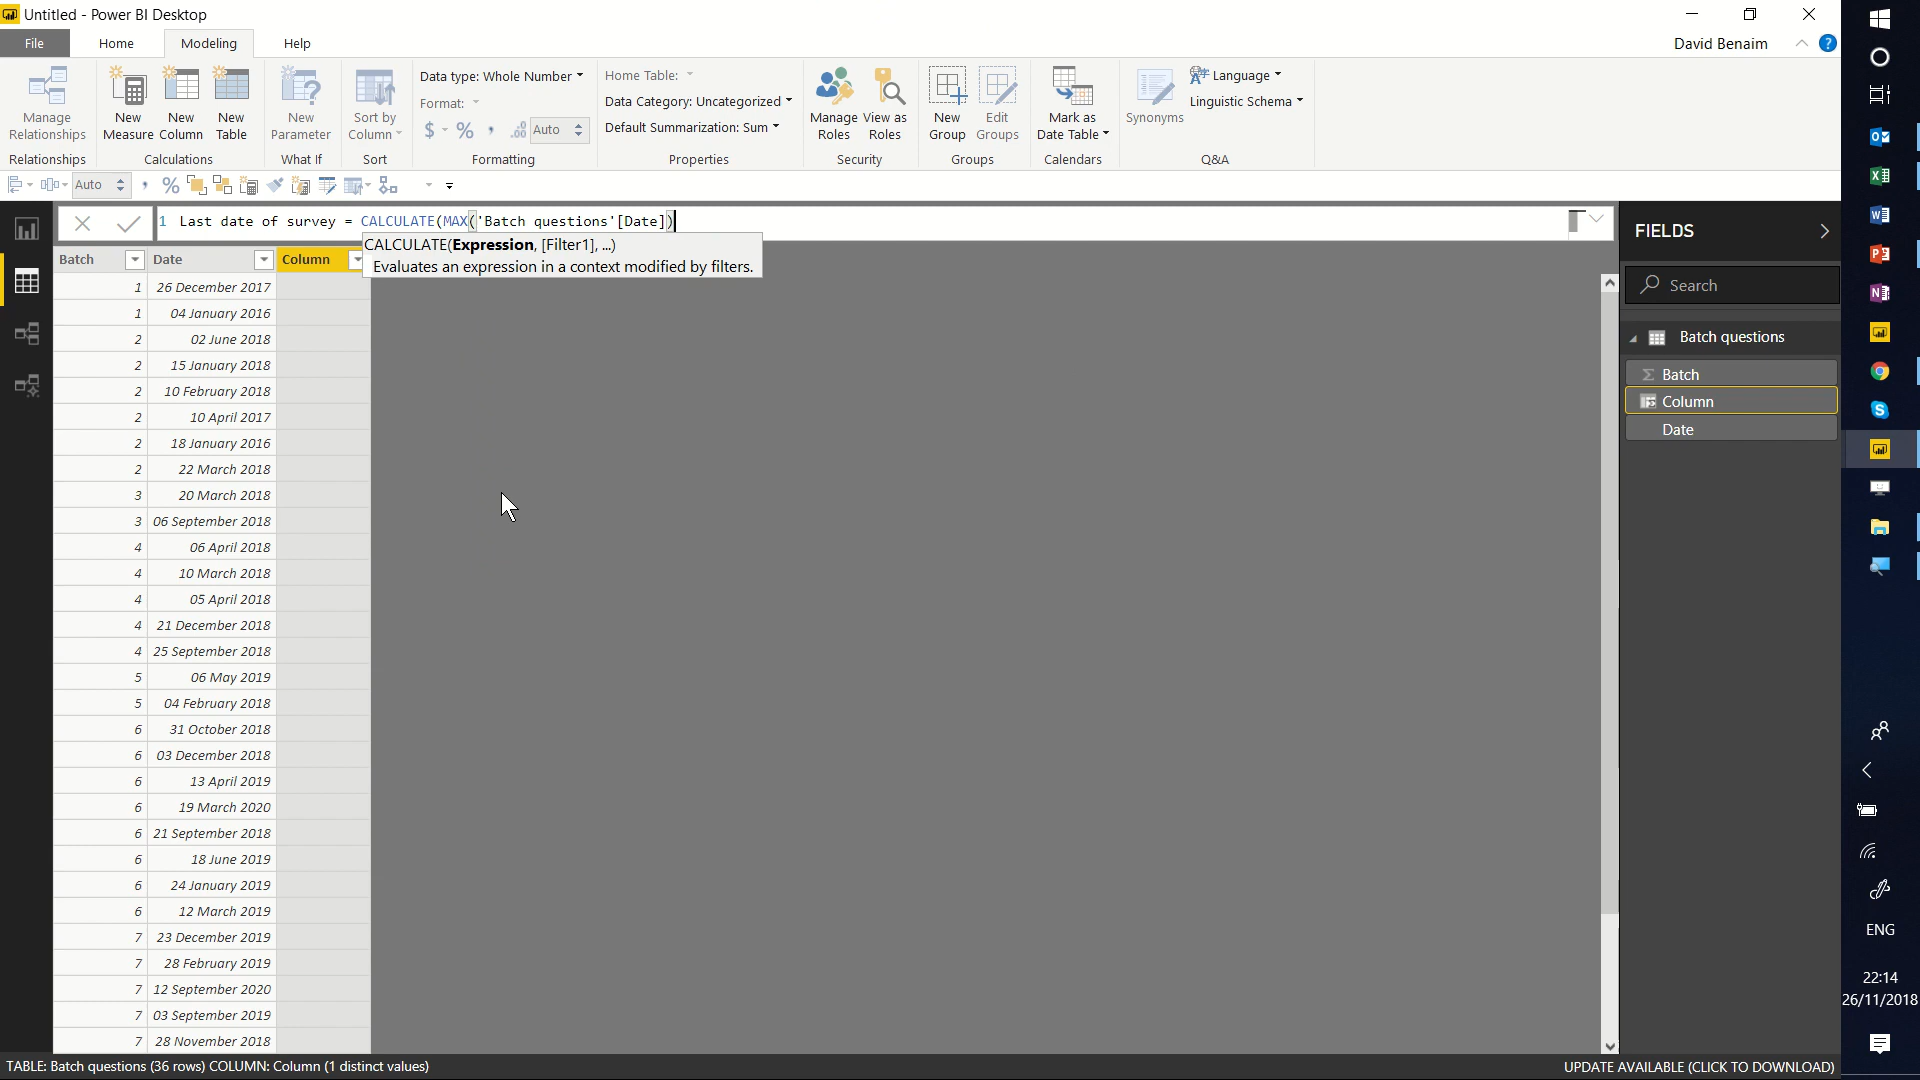 Untitled - Power BI Desktop
File Home Modeling Help
David Benaim
Manage Relationships
Relationships
New Measure
New Column
New Table
Calculations
New Parameter
What If
Sort by Column
Sort
Data type: Whole Number
Format:
$ % , .00 Auto
Formatting
Home Table:
Data Category: Uncategorized
Default Summarization: Sum
Properties
Manage Roles
View as Roles
Security
New Group
Edit Groups
Groups
Mark as Date Table
Calendars
Synonyms
Language
Linguistic Schema
Q&A
Auto , %
1 Last date of survey = CALCULATE(MAX('Batch questions'[Date])
CALCULATE(Expression, [Filter1], ...)
Evaluates an expression in a context modified by filters.
Batch Date Column
1 26 December 2017
1 04 January 2016
2 02 June 2018
2 15 January 2018
2 10 February 2018
2 10 April 2017
2 18 January 2016
2 22 March 2018
3 20 March 2018
3 06 September 2018
4 06 April 2018
4 10 March 2018
4 05 April 2018
4 21 December 2018
4 25 September 2018
5 06 May 2019
5 04 February 2018
6 31 October 2018
6 03 December 2018
6 13 April 2019
6 19 March 2020
6 21 September 2018
6 18 June 2019
6 24 January 2019
6 12 March 2019
7 23 December 2019
7 28 February 2019
7 12 September 2020
7 03 September 2019
7 28 November 2018
FIELDS
Search
Batch questions
Batch
Column
Date
ENG
22:14
26/11/2018
TABLE: Batch questions (36 rows) COLUMN: Column (1 distinct values)
UPDATE AVAILABLE (CLICK TO DOWNLOAD)